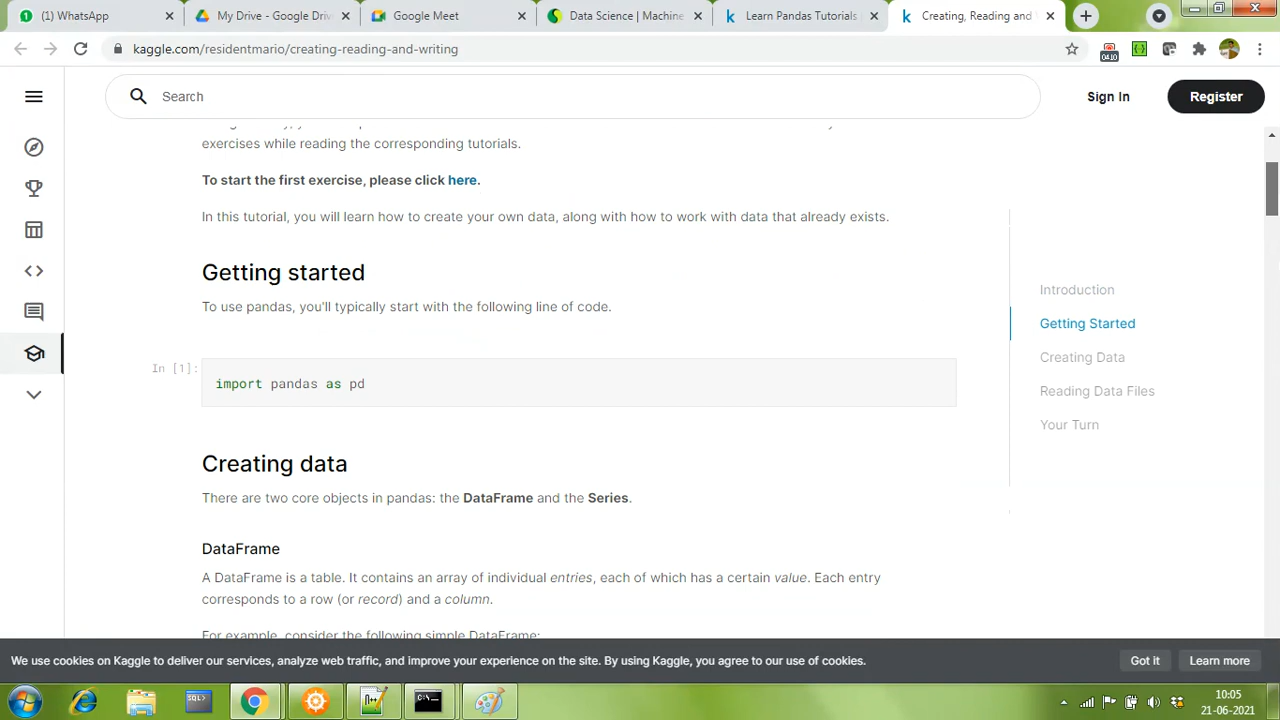 (1) WhatsApp
My Drive - Google Driv
Google Meet
Data Science | Machine
Learn Pandas Tutorials
Creating, Reading and
kaggle.com/residentmario/creating-reading-and-writing
04:10
Search
Sign In
Register
exercises while reading the corresponding tutorials.
To start the first exercise, please click here.
In this tutorial, you will learn how to create your own data, along with how to work with data that already exists.
Getting started
To use pandas, you'll typically start with the following line of code.
In [1]:
import pandas as pd
Creating data
There are two core objects in pandas: the DataFrame and the Series.
DataFrame
A DataFrame is a table. It contains an array of individual entries, each of which has a certain value. Each entry
corresponds to a row (or record) and a column.
For example, consider the following simple DataFrame:
Introduction
Getting Started
Creating Data
Reading Data Files
Your Turn
We use cookies on Kaggle to deliver our services, analyze web traffic, and improve your experience on the site. By using Kaggle, you agree to our use of cookies.
Got it
Learn more
SQL>
C:\.
10:05
21-06-2021